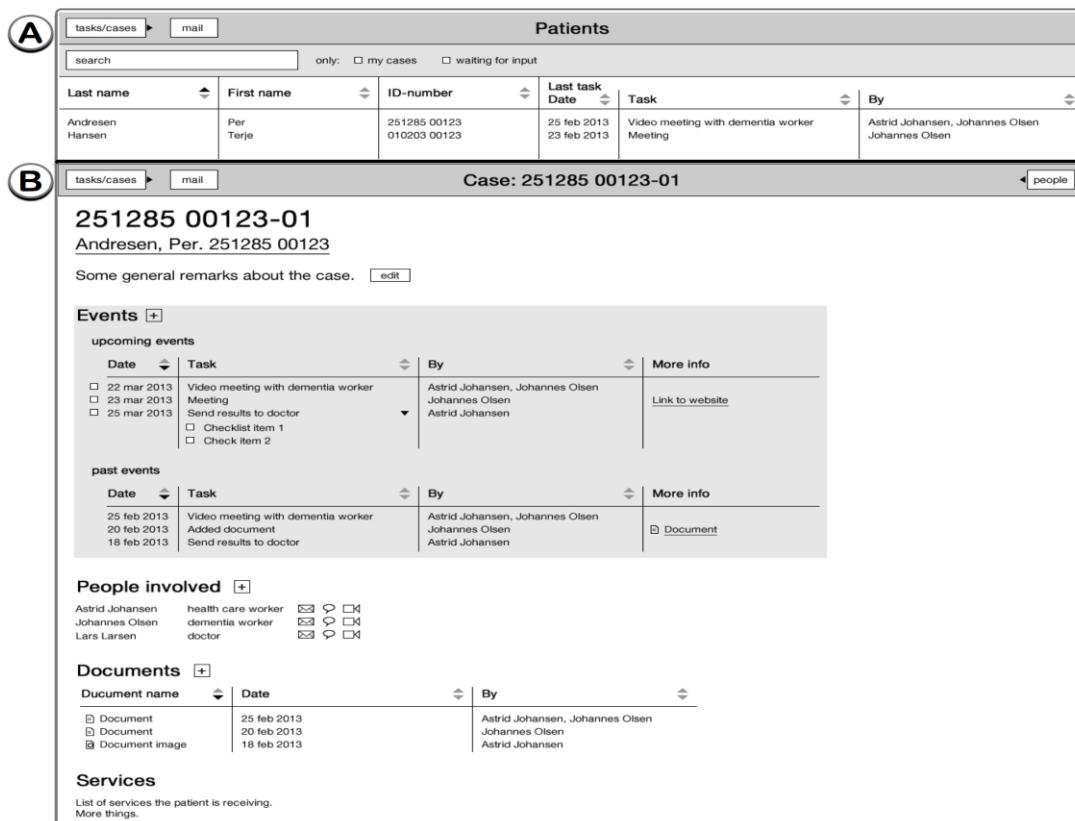 A
tasks/cases mail Patients
search only: my cases waiting for input
Last name First name ID-number Last task Date Task By
Andresen Per 251285 00123 25 feb 2013 Video meeting with dementia worker Astrid Johansen, Johannes Olsen
Hansen Terje 010203 00123 23 feb 2013 Meeting Johannes Olsen
B
tasks/cases mail Case: 251285 00123-01 people
251285 00123-01
Andresen, Per. 251285 00123
Some general remarks about the case. edit
Events +
upcoming events
Date Task By More info
22 mar 2013 Video meeting with dementia worker Astrid Johansen, Johannes Olsen
23 mar 2013 Meeting Johannes Olsen Link to website
25 mar 2013 Send results to doctor Astrid Johansen
Checklist item 1
Check item 2
past events
Date Task By More info
25 feb 2013 Video meeting with dementia worker Astrid Johansen, Johannes Olsen
20 feb 2013 Added document Johannes Olsen Document
18 feb 2013 Send results to doctor Astrid Johansen
People involved +
Astrid Johansen health care worker
Johannes Olsen dementia worker
Lars Larsen doctor
Documents +
Ducument name Date By
Document 25 feb 2013 Astrid Johansen, Johannes Olsen
Document 20 feb 2013 Johannes Olsen
Document image 18 feb 2013 Astrid Johansen
Services
List of services the patient is receiving.
More things.